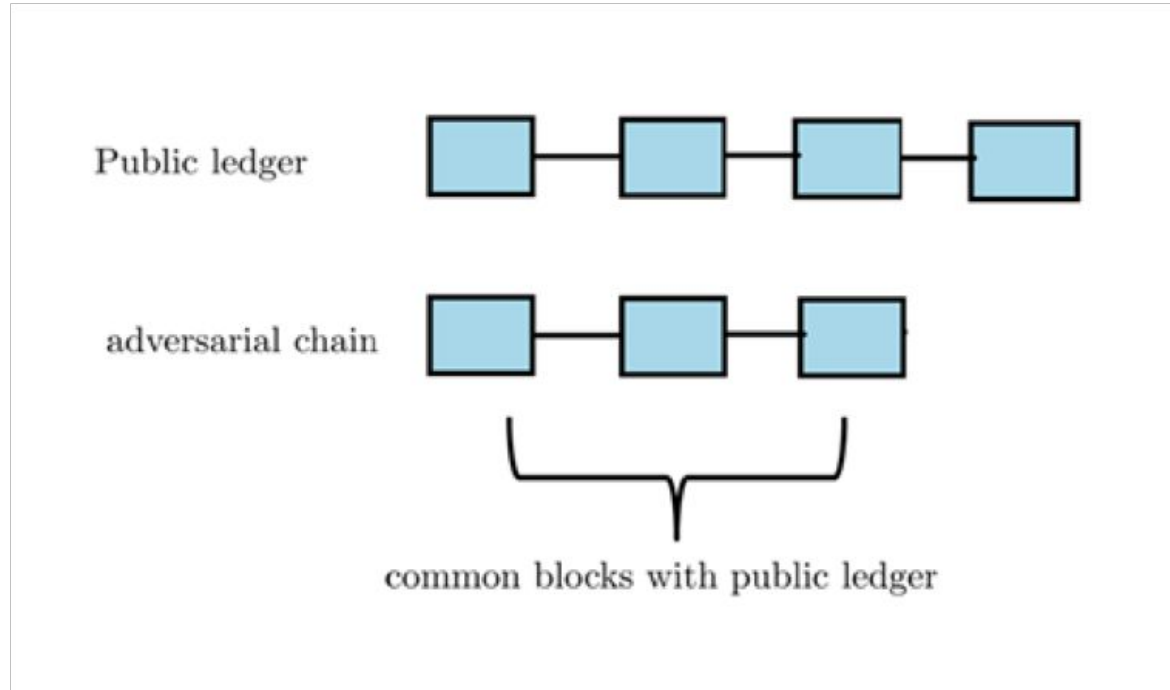 Public ledger
adversarial chain
common blocks with public ledger